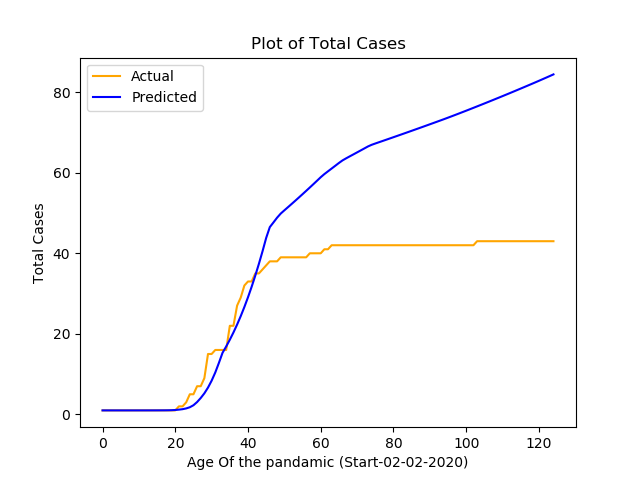 Plot of Total Cases
Actual
Predicted
80
60
40
20
0
Total Cases
0 20 40 60 80 100 120
Age Of the pandamic (Start-02-02-2020)